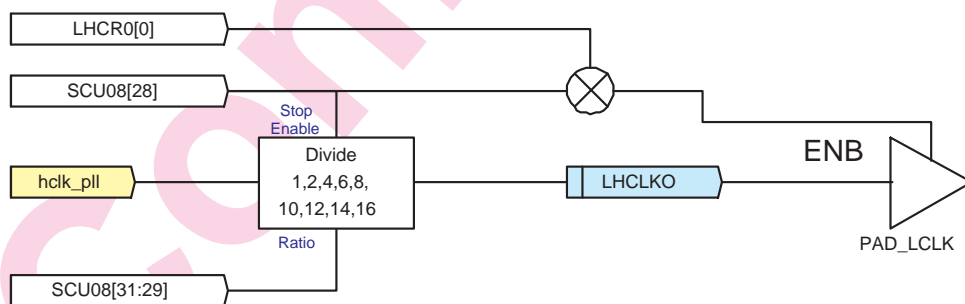 LHCR0[0]
SCU08[28]
Stop
Enable
hclk_pll
Divide
1,2,4,6,8,
10,12,14,16
LHCLKO
ENB
Ratio
PAD_LCLK
SCU08[31:29]